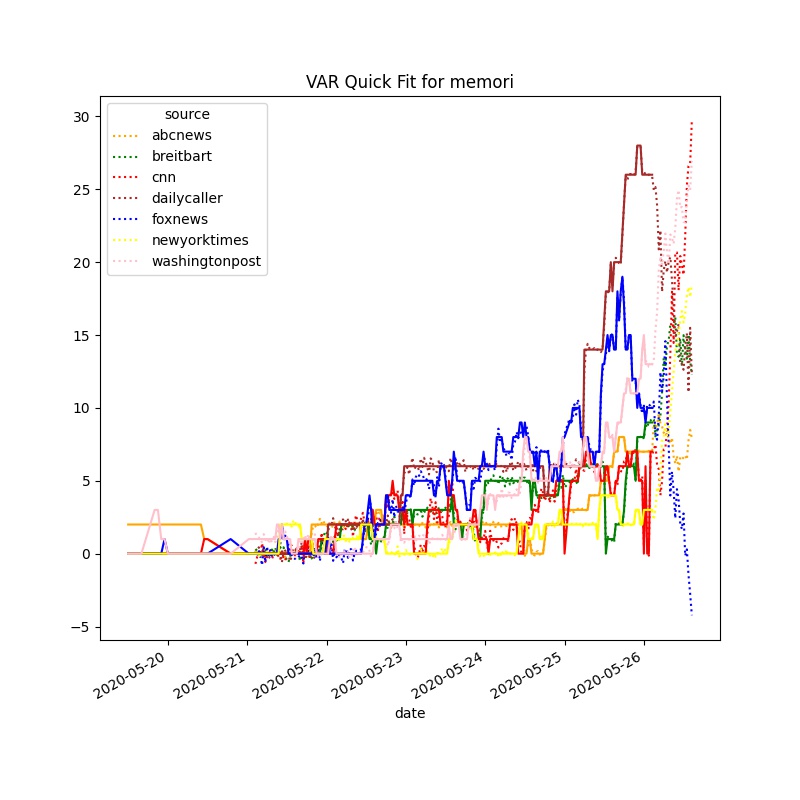 VAR Quick Fit for memori
source
abcnews
breitbart
cnn
dailycaller
foxnews
newyorktimes
washingtonpost
30
25
20
15
10
5
0
−5
2020-05-20
2020-05-21
2020-05-22
2020-05-23
2020-05-24
2020-05-25
2020-05-26
date